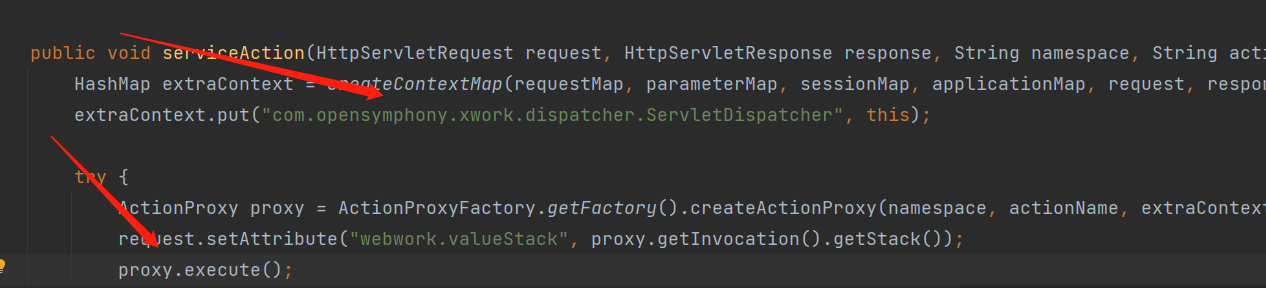 public void serviceAction(HttpServletRequest request, HttpServletResponse response, String namespace, String acti
HashMap extraContext = createContextMap(requestMap, parameterMap, sessionMap, applicationMap, request, respon
extraContext.put("com.opensymphony.xwork.dispatcher.ServletDispatcher", this);
try {
ActionProxy proxy = ActionProxyFactory.getFactory().createActionProxy(namespace, actionName, extraContext
request.setAttribute("webwork.valueStack", proxy.getInvocation().getStack());
proxy.execute();